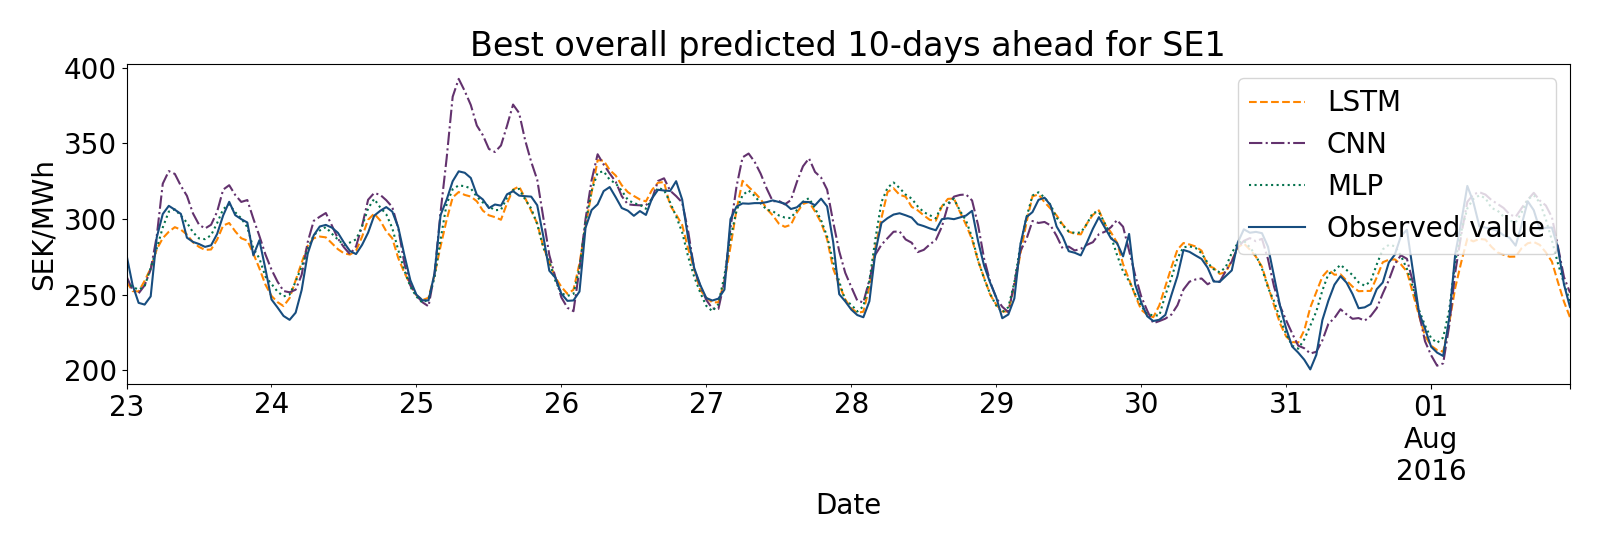 Best overall predicted 10-days ahead for SE1
400
350
300
250
200
SEK/MWh
LSTM
CNN
MLP
Observed value
23 24 25 26 27 28 29 30 31 01
Aug
2016
Date